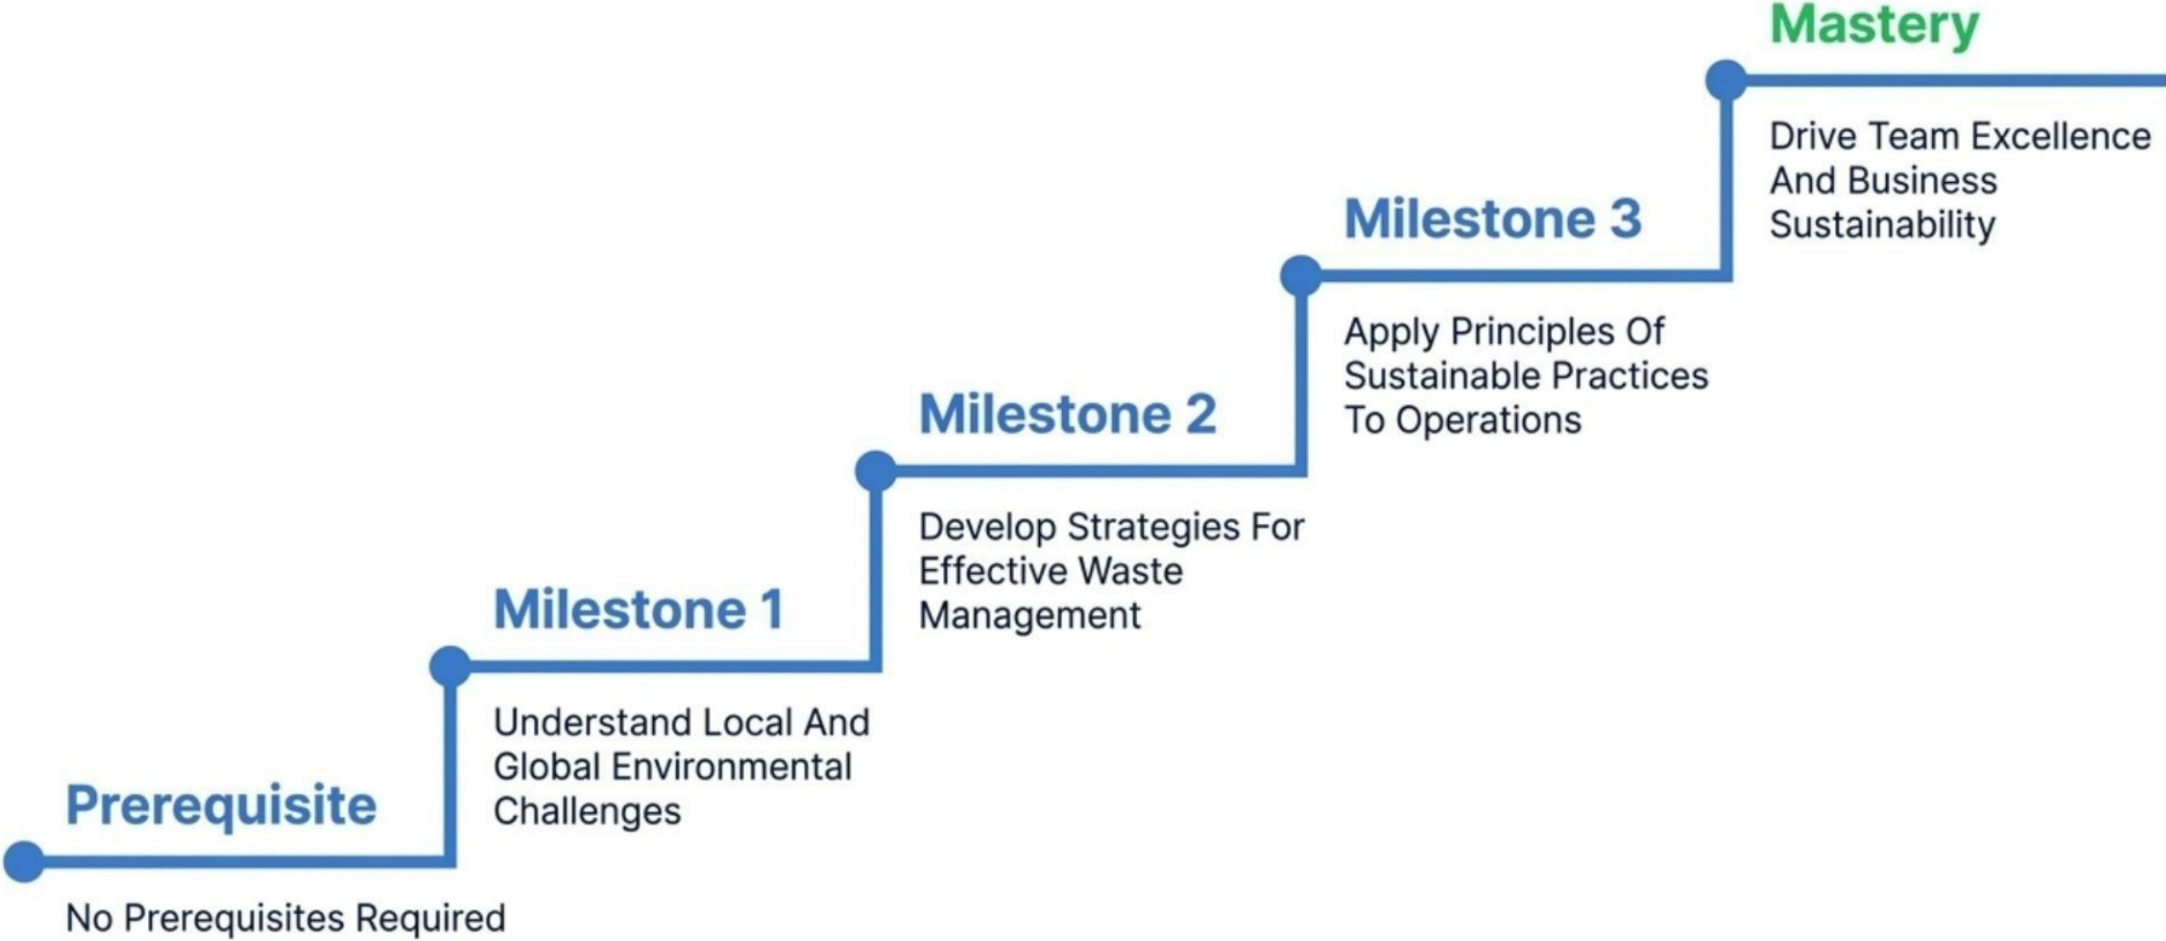 Prerequisite
No Prerequisites Required
Milestone 1
Understand Local And
Global Environmental
Challenges
Milestone 2
Develop Strategies For
Effective Waste
Management
Milestone 3
Apply Principles Of
Sustainable Practices
To Operations
Mastery
Drive Team Excellence
And Business
Sustainability